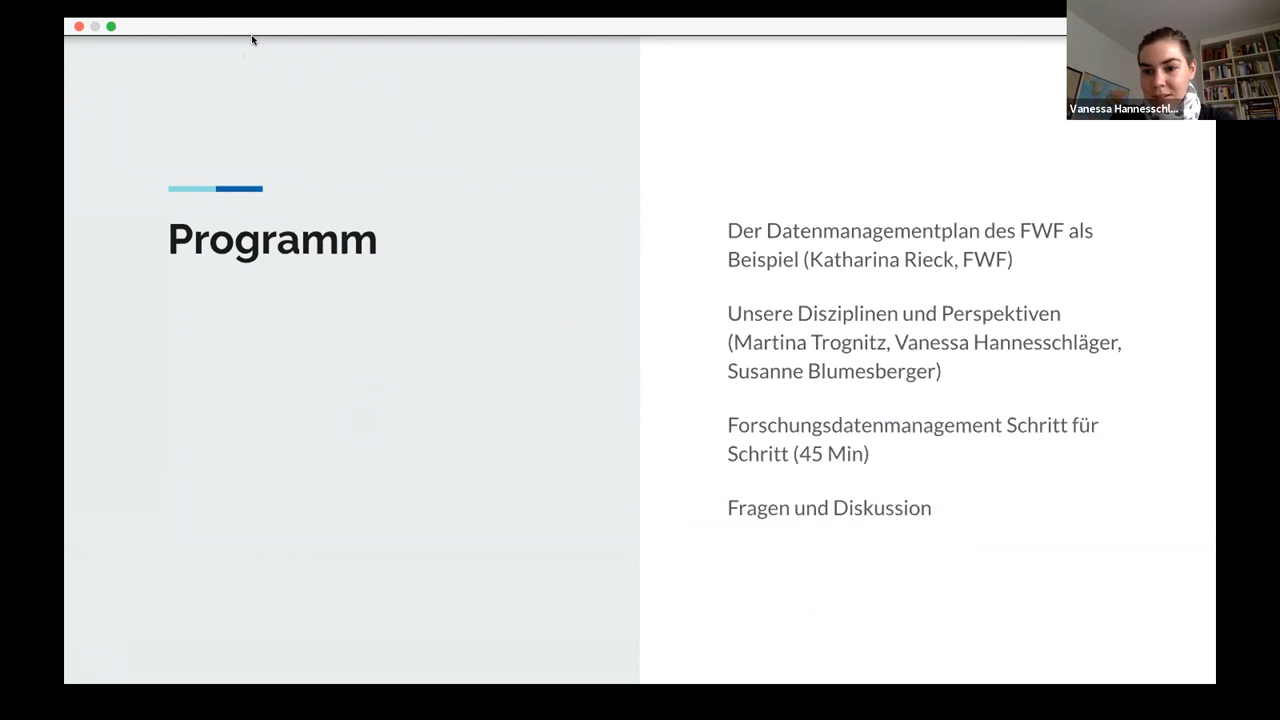 Vanessa Hannesschl...
Programm
Der Datenmanagementplan des FWF als
Beispiel (Katharina Rieck, FWF)
Unsere Disziplinen und Perspektiven
(Martina Trognitz, Vanessa Hannesschläger,
Susanne Blumesberger)
Forschungsdatenmanagement Schritt für
Schritt (45 Min)
Fragen und Diskussion